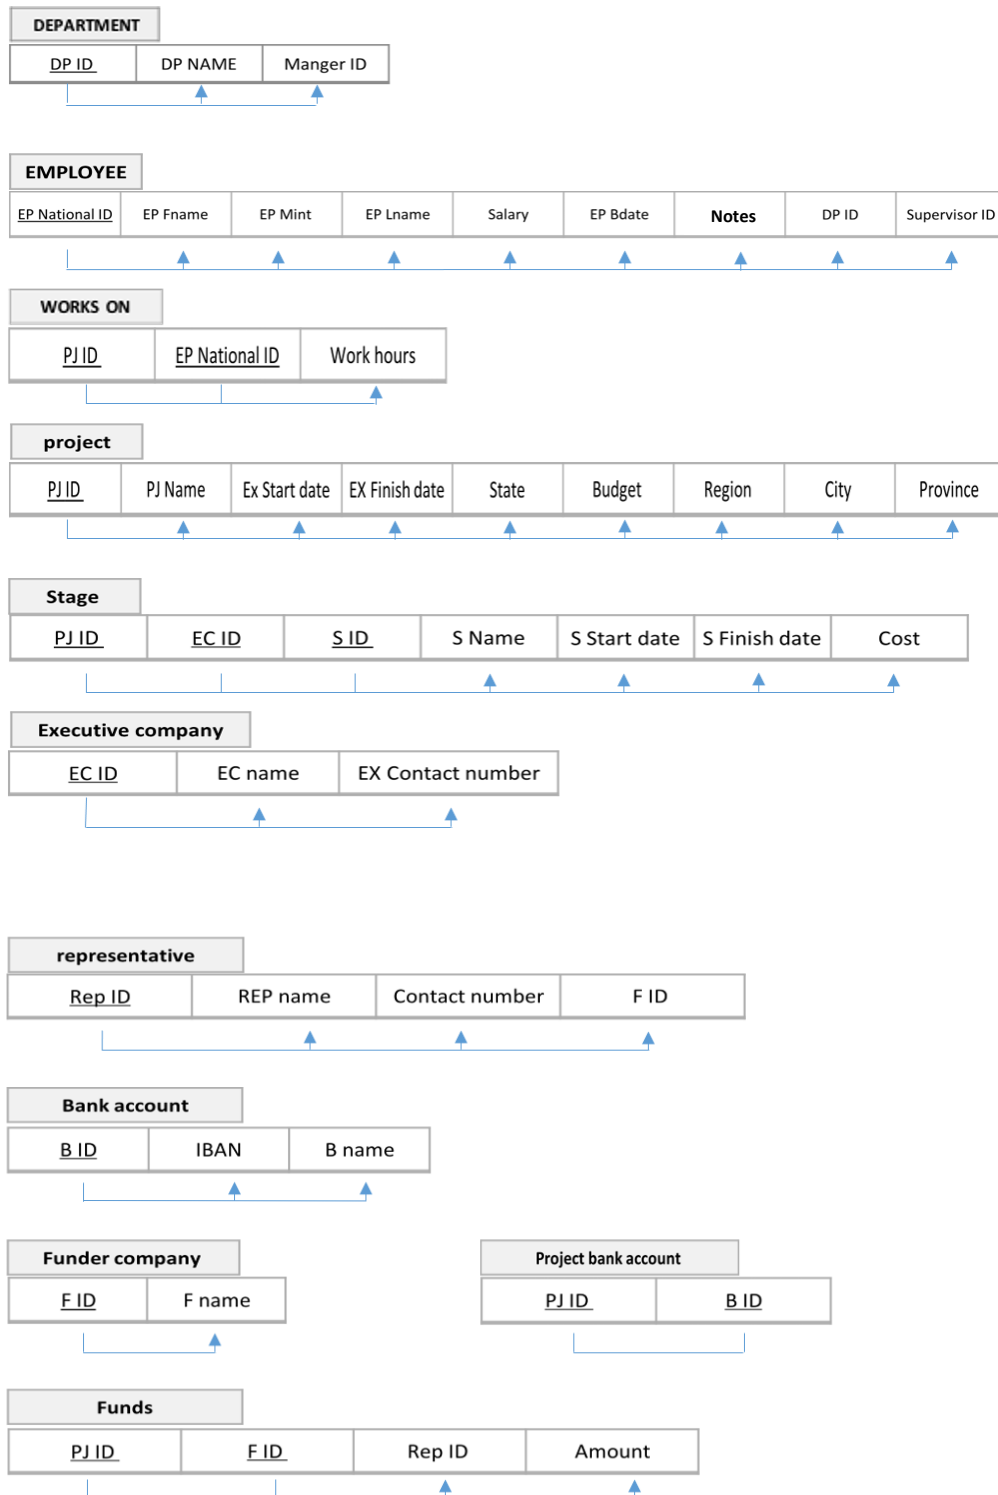 DEPARTMENT
DP ID DP NAME Manger ID
EMPLOYEE
EP National ID EP Fname EP Mint EP Lname Salary EP Bdate Notes DP ID Supervisor ID
WORKS ON
PJ ID EP National ID Work hours
project
PJ ID PJ Name Ex Start date EX Finish date State Budget Region City Province
Stage
PJ ID EC ID S ID S Name S Start date S Finish date Cost
Executive company
EC ID EC name EX Contact number
representative
Rep ID REP name Contact number F ID
Bank account
B ID IBAN B name
Funder company
F ID F name
Project bank account
PJ ID B ID
Funds
PJ ID F ID Rep ID Amount